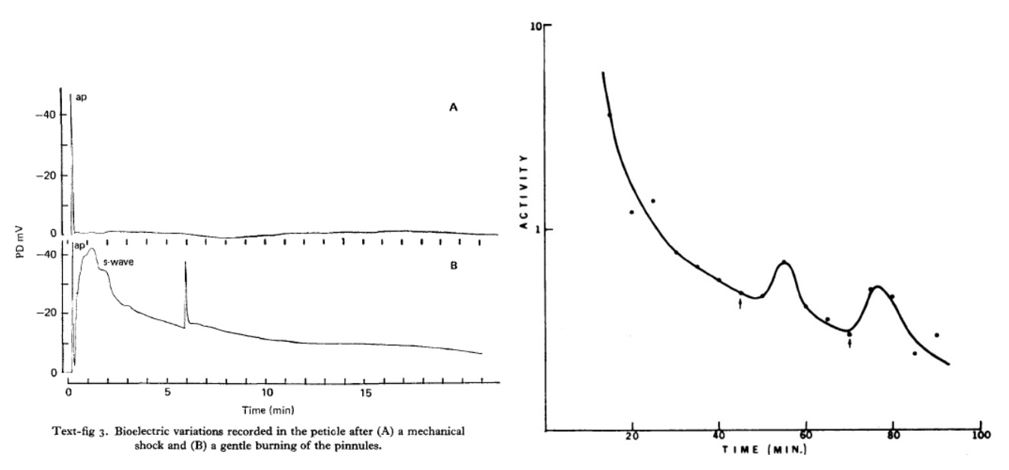 ap
A
−40
−20
0
PD mV
ap
s-wave
B
−40
−20
0
0 5 10 15
Time (min)
Text-fig 3. Bioelectric variations recorded in the peticle after (A) a mechanical
shock and (B) a gentle burning of the pinnules.
10
1
ACTIVITY
20 40 60 80 100
TIME (MIN.)